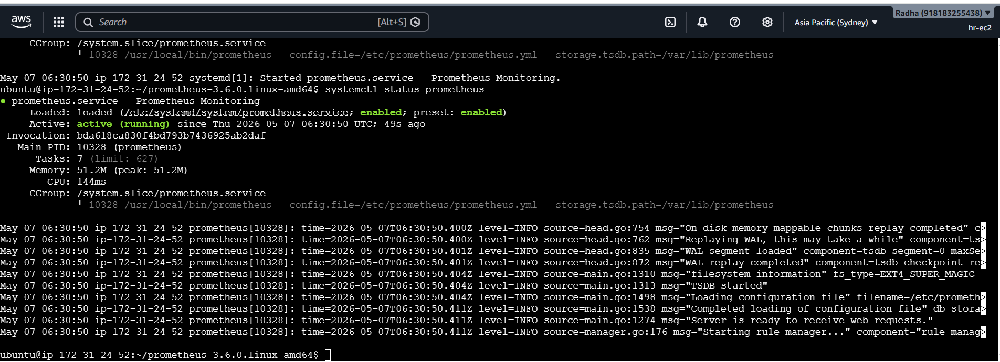 aws
Search [Alt+S]
Asia Pacific (Sydney) ▼
Radha (918183255438) ▼
hr-ec2
CGroup: /system.slice/prometheus.service
└─10328 /usr/local/bin/prometheus --config.file=/etc/prometheus/prometheus.yml --storage.tsdb.path=/var/lib/prometheus
May 07 06:30:50 ip-172-31-24-52 systemd[1]: Started prometheus.service - Prometheus Monitoring.
ubuntu@ip-172-31-24-52:~/prometheus-3.6.0.linux-amd64$ systemctl status prometheus
● prometheus.service - Prometheus Monitoring
Loaded: loaded (/etc/systemd/system/prometheus.service; enabled; preset: enabled)
Active: active (running) since Thu 2026-05-07 06:30:50 UTC; 49s ago
Invocation: bda618ca830f4bd793b7436925ab2daf
Main PID: 10328 (prometheus)
Tasks: 7 (limit: 627)
Memory: 51.2M (peak: 51.2M)
CPU: 144ms
CGroup: /system.slice/prometheus.service
└─10328 /usr/local/bin/prometheus --config.file=/etc/prometheus/prometheus.yml --storage.tsdb.path=/var/lib/prometheus
May 07 06:30:50 ip-172-31-24-52 prometheus[10328]: time=2026-05-07T06:30:50.400Z level=INFO source=head.go:754 msg="On-disk memory mappable chunks replay completed" c>
May 07 06:30:50 ip-172-31-24-52 prometheus[10328]: time=2026-05-07T06:30:50.400Z level=INFO source=head.go:762 msg="Replaying WAL, this may take a while" component=ts>
May 07 06:30:50 ip-172-31-24-52 prometheus[10328]: time=2026-05-07T06:30:50.401Z level=INFO source=head.go:835 msg="WAL segment loaded" component=tsdb segment=0 maxSe>
May 07 06:30:50 ip-172-31-24-52 prometheus[10328]: time=2026-05-07T06:30:50.401Z level=INFO source=head.go:872 msg="WAL replay completed" component=tsdb checkpoint_re>
May 07 06:30:50 ip-172-31-24-52 prometheus[10328]: time=2026-05-07T06:30:50.404Z level=INFO source=main.go:1310 msg="filesystem information" fs_type=EXT4_SUPER_MAGIC
May 07 06:30:50 ip-172-31-24-52 prometheus[10328]: time=2026-05-07T06:30:50.404Z level=INFO source=main.go:1313 msg="TSDB started"
May 07 06:30:50 ip-172-31-24-52 prometheus[10328]: time=2026-05-07T06:30:50.404Z level=INFO source=main.go:1498 msg="Loading configuration file" filename=/etc/prometh>
May 07 06:30:50 ip-172-31-24-52 prometheus[10328]: time=2026-05-07T06:30:50.411Z level=INFO source=main.go:1538 msg="Completed loading of configuration file" db_stora>
May 07 06:30:50 ip-172-31-24-52 prometheus[10328]: time=2026-05-07T06:30:50.411Z level=INFO source=main.go:1274 msg="Server is ready to receive web requests."
May 07 06:30:50 ip-172-31-24-52 prometheus[10328]: time=2026-05-07T06:30:50.411Z level=INFO source=manager.go:176 msg="Starting rule manager..." component="rule manag>
ubuntu@ip-172-31-24-52:~/prometheus-3.6.0.linux-amd64$